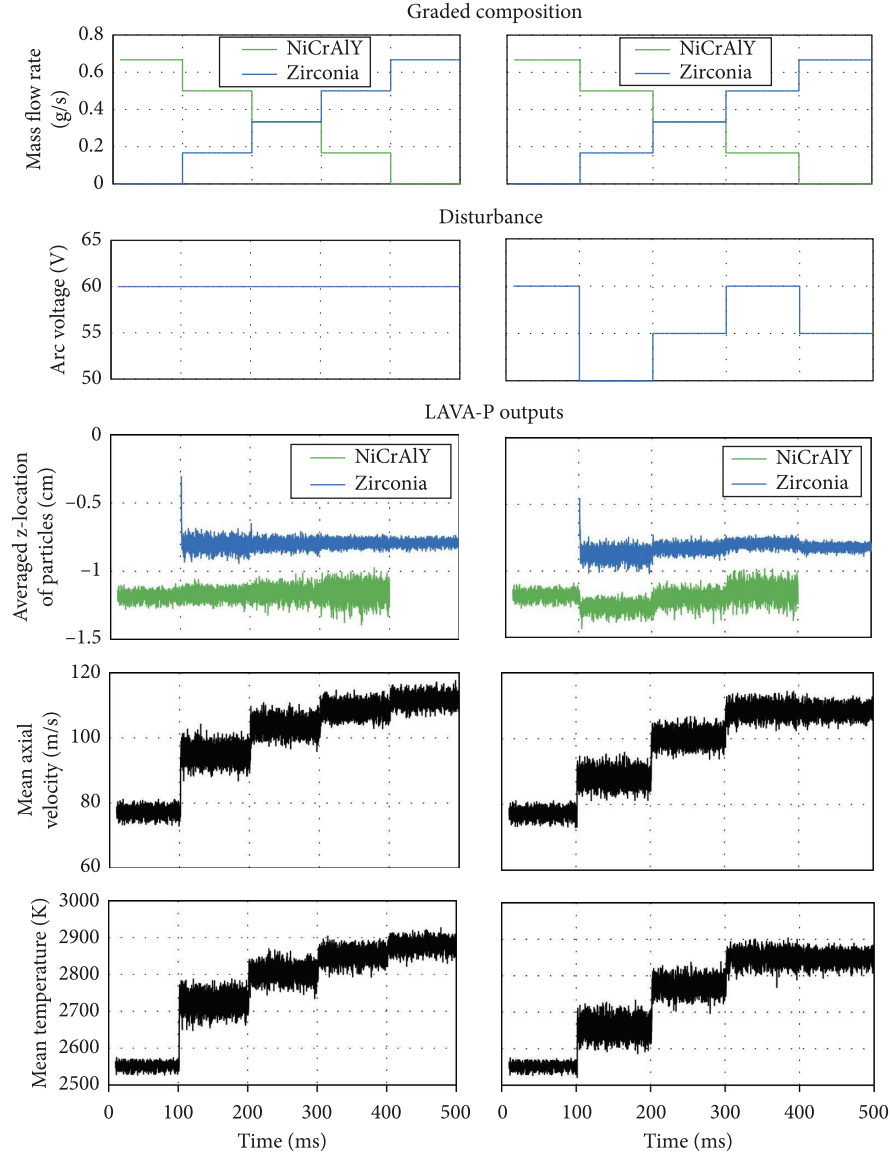 Graded composition
Mass flow rate
(g/s)
0.8
0.6
0.4
0.2
0
NiCrAlY
Zirconia
NiCrAlY
Zirconia
Disturbance
Arc voltage (V)
65
60
55
50
LAVA-P outputs
Averaged z-location
of particles (cm)
0
−0.5
−1
−1.5
NiCrAlY
Zirconia
NiCrAlY
Zirconia
Mean axial
velocity (m/s)
120
100
80
60
Mean temperature (K)
3000
2900
2800
2700
2600
2500
0 100 200 300 400 500
Time (ms)
0 100 200 300 400 500
Time (ms)